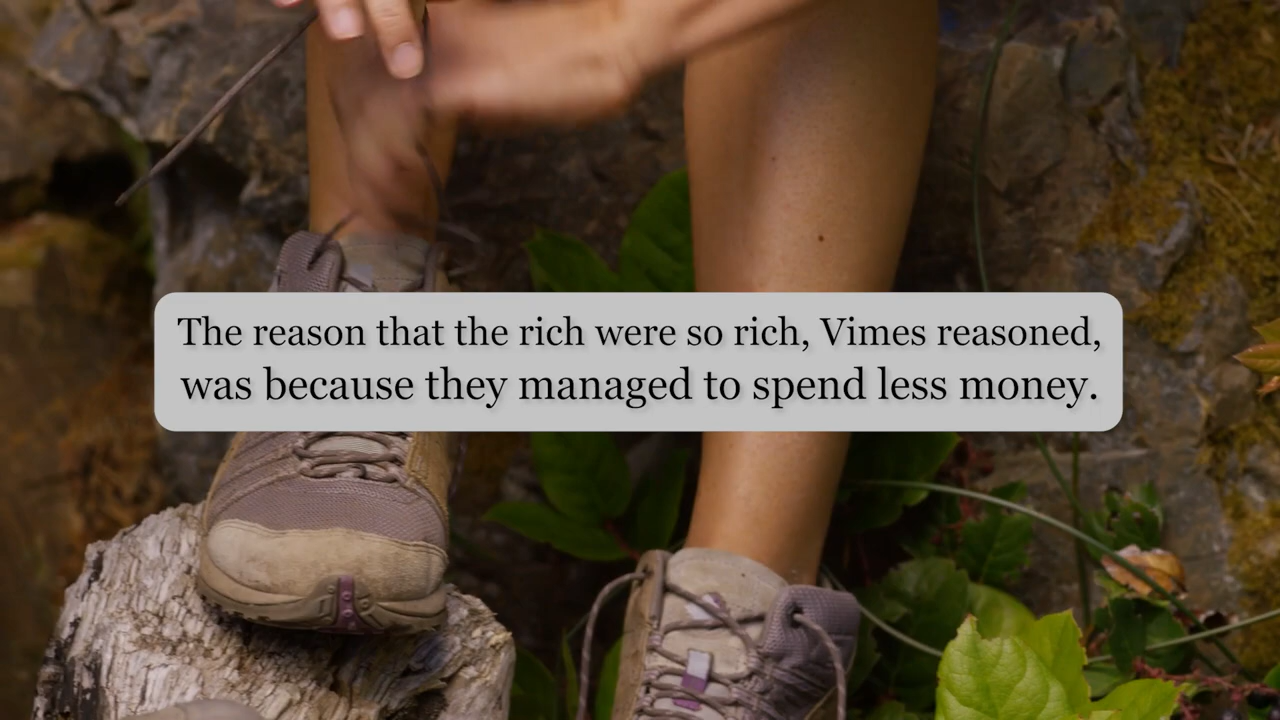 The reason that the rich were so rich, Vimes reasoned,
was because they managed to spend less money.